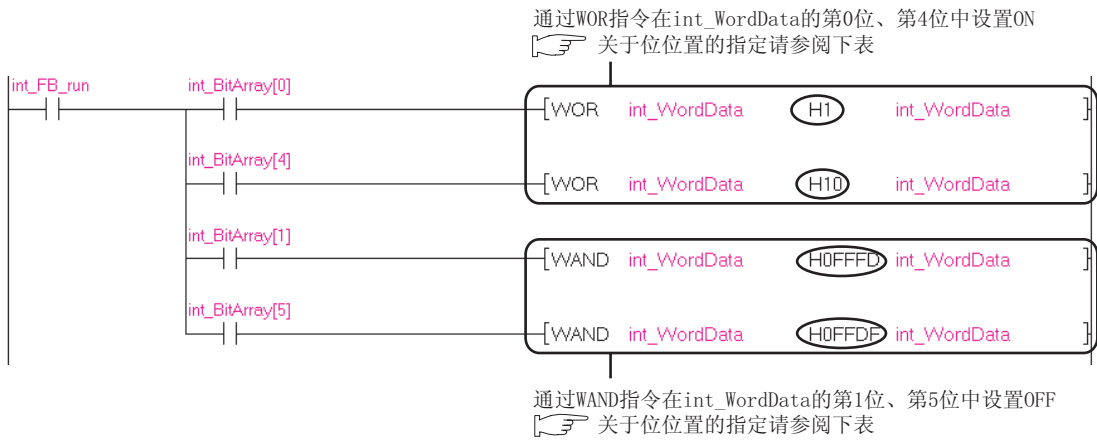 通过WOR指令在int_WordData的第0位、第4位中设置ON
关于位位置的指定请参阅下表
int_FB_run int_BitArray[0]
[WOR int_WordData H1 int_WordData ]
int_BitArray[4]
[WOR int_WordData H10 int_WordData ]
int_BitArray[1]
[WAND int_WordData H0FFFD int_WordData ]
int_BitArray[5]
[WAND int_WordData H0FFDF int_WordData ]
通过WAND指令在int_WordData的第1位、第5位中设置OFF
关于位位置的指定请参阅下表